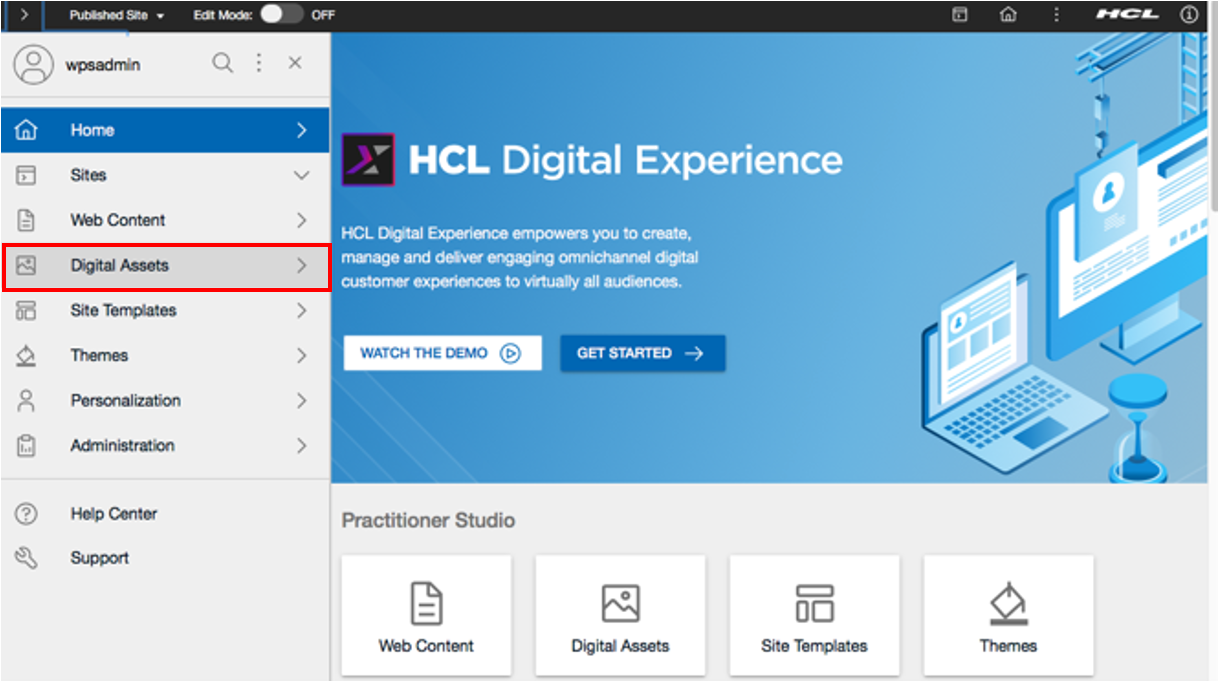 Published Site
Edit Mode:
OFF
HCL
wpsadmin
Home
Sites
Web Content
Digital Assets
Site Templates
Themes
Personalization
Administration
Help Center
Support
HCL Digital Experience
HCL Digital Experience empowers you to create,
manage and deliver engaging omnichannel digital
customer experiences to virtually all audiences.
WATCH THE DEMO
GET STARTED
Practitioner Studio
Web Content
Digital Assets
Site Templates
Themes